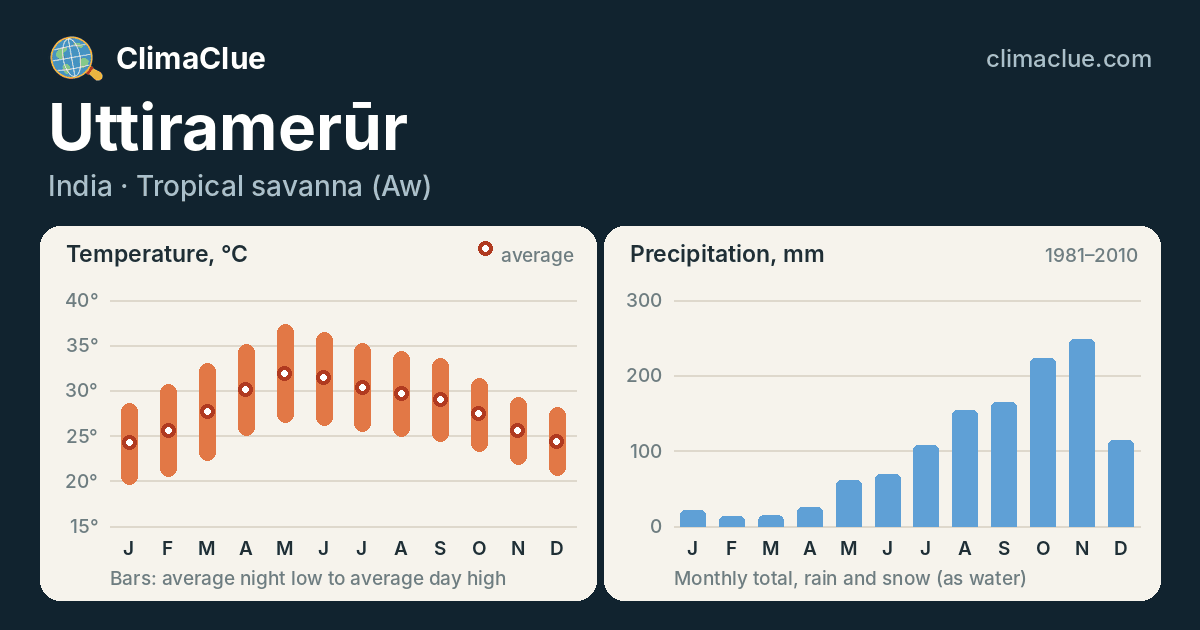 ClimaClue
climaclue.com
Uttiramerūr
India · Tropical savanna (Aw)
Temperature, °C
average
40°
35°
30°
25°
20°
15°
J F M A M J J A S O N D
Bars: average night low to average day high
Precipitation, mm
1981–2010
300
200
100
0
J F M A M J J A S O N D
Monthly total, rain and snow (as water)